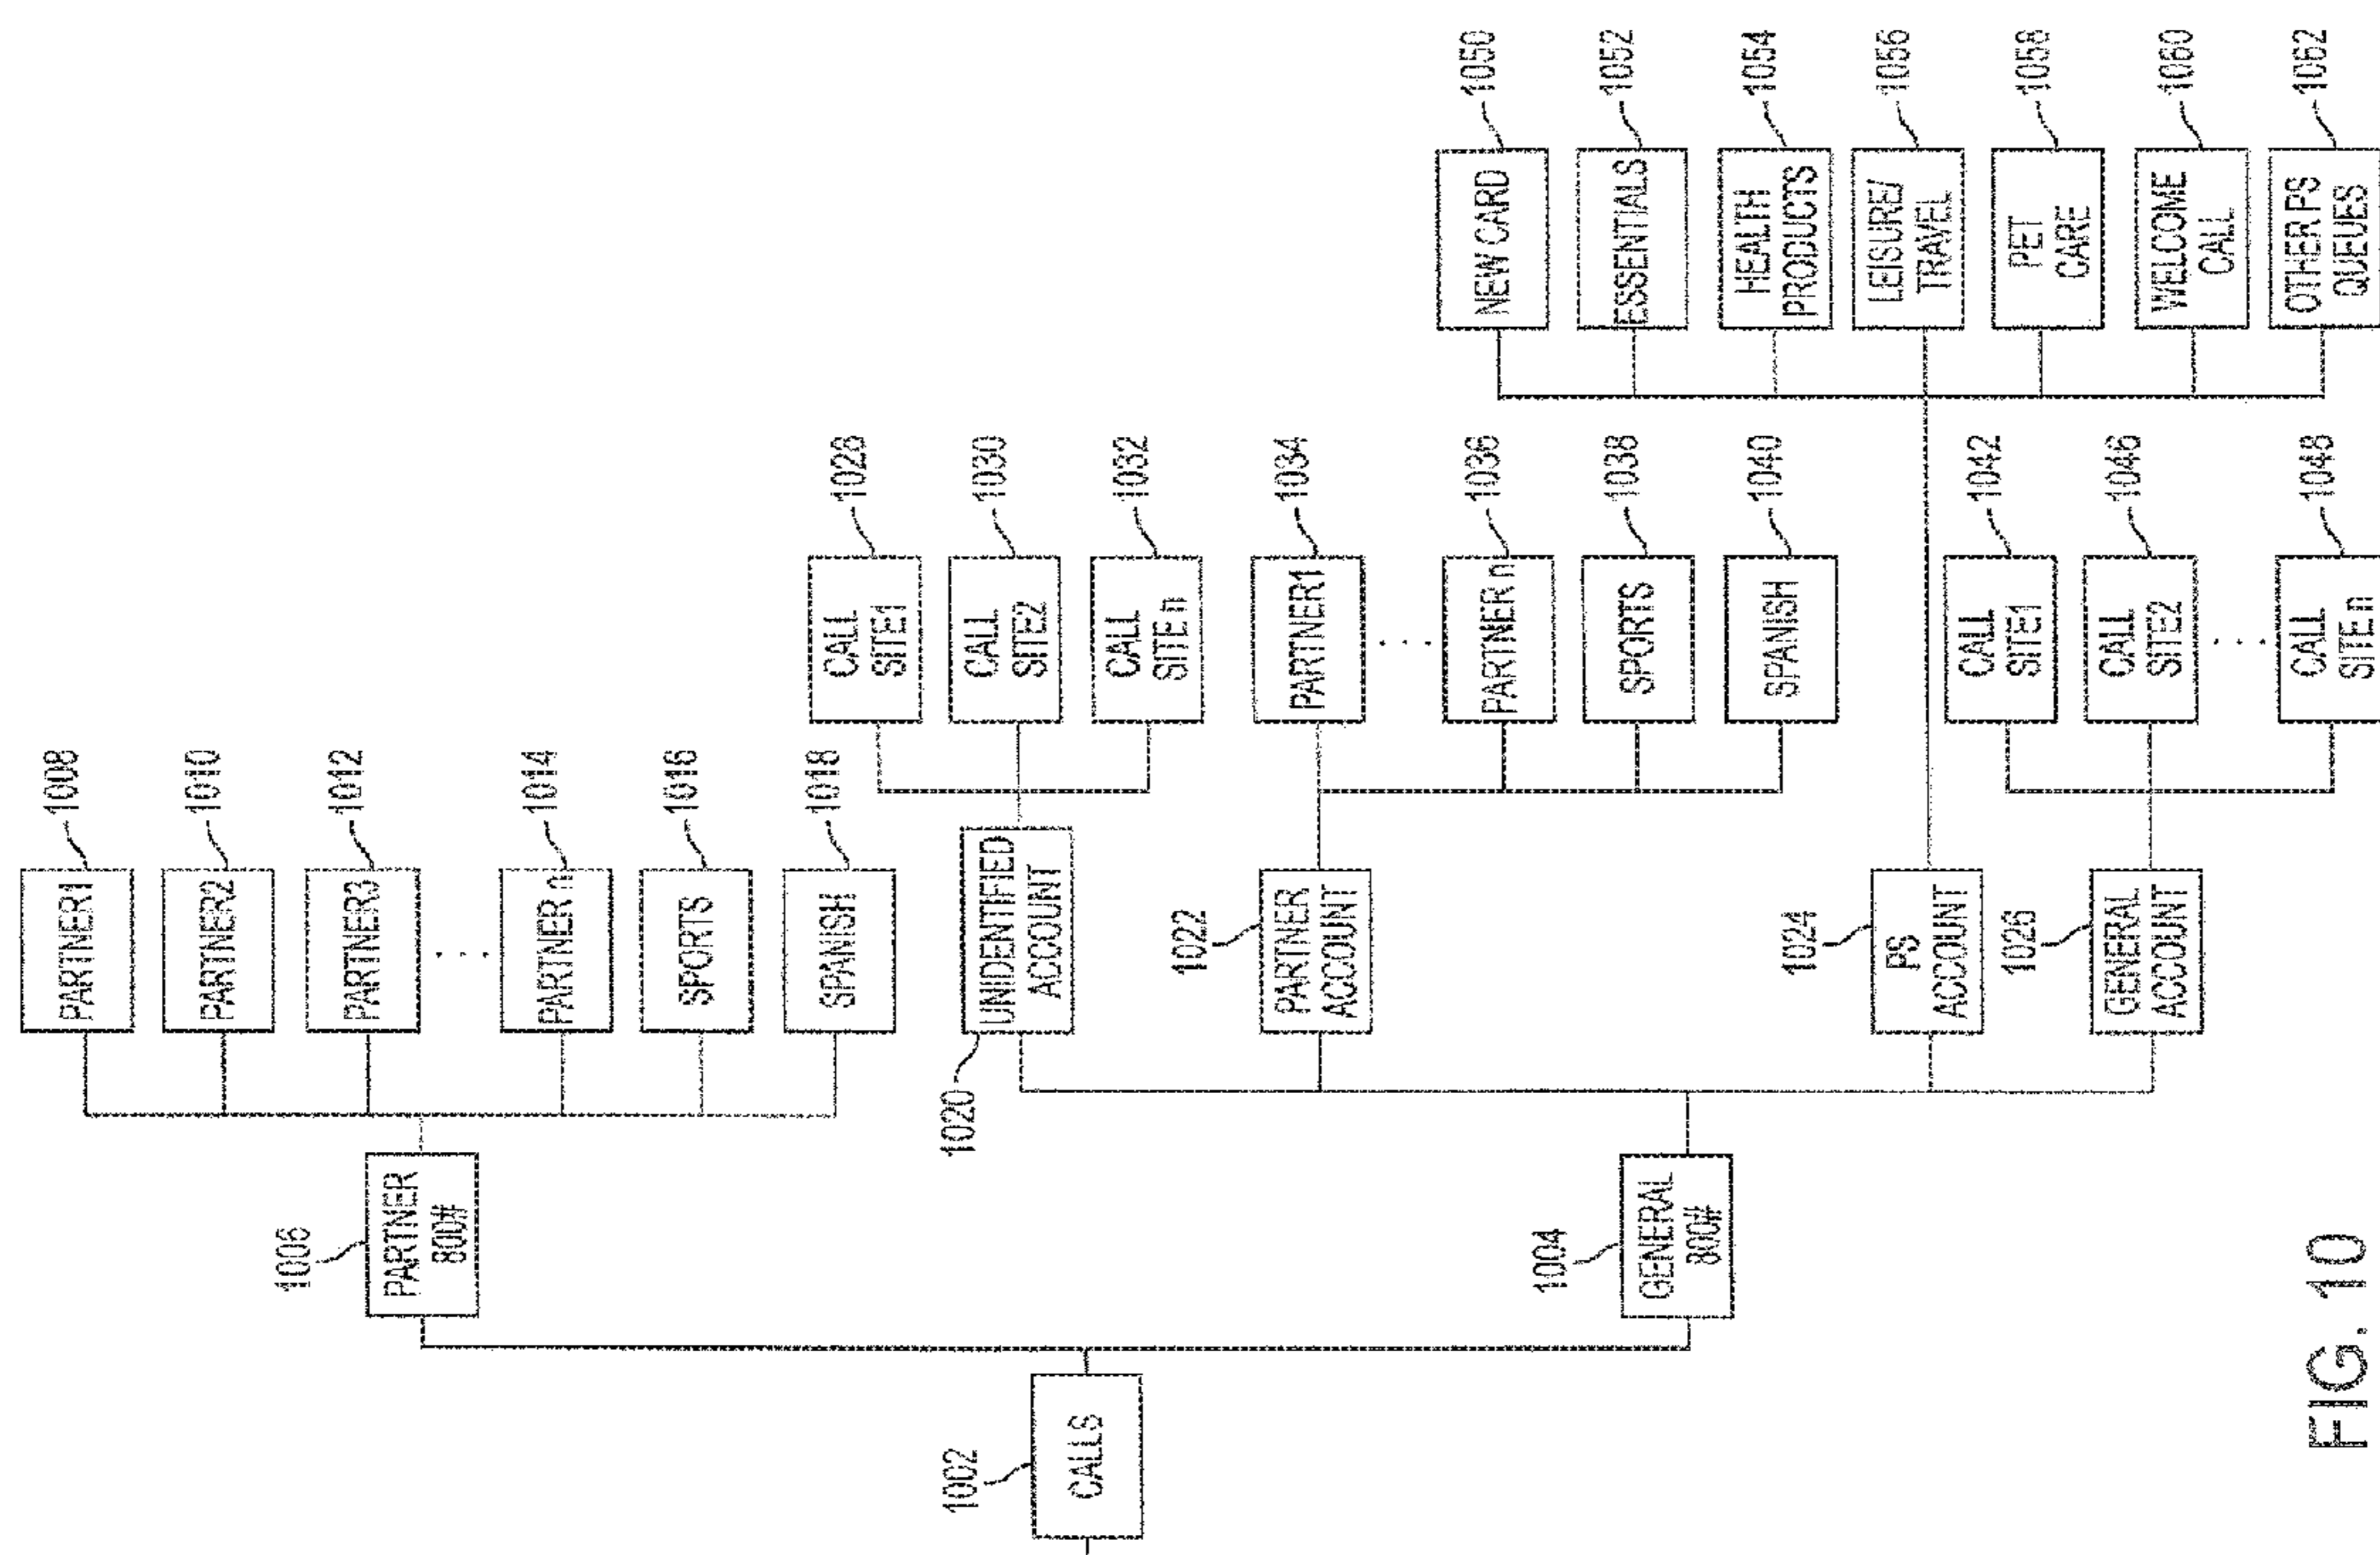 CALLS
1002
PARTNER
800#
1006
GENERAL
800#
1004
PARTNER1
1008
PARTNER2
1010
PARTNER3
1012
. . .
PARTNER n
1014
SPORTS
1016
SPANISH
1018
UNIDENTIFIED
ACCOUNT
1020
PARTNER
ACCOUNT
1022
PS
ACCOUNT
1024
GENERAL
ACCOUNT
1026
CALL
SITE1
1028
CALL
SITE2
1030
CALL
SITE n
1032
PARTNER1
1034
. . .
PARTNER n
1036
SPORTS
1038
SPANISH
1040
CALL
SITE1
1042
CALL
SITE2
1046
. . .
CALL
SITE n
1048
NEW CARD
1050
ESSENTIALS
1052
HEALTH
PRODUCTS
1054
LEISURE/
TRAVEL
1056
PET
CARE
1058
WELCOME
CALL
1060
OTHER PS
QUEUES
1062
FIG. 10